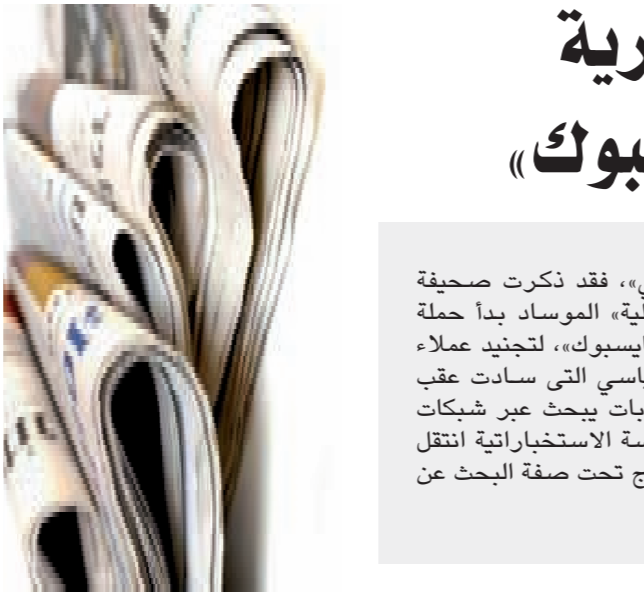 رية
بوك»
ي»، فقد ذكرت صحيفة
لية» الموساد بدأ حملة
ايسبوك»، لتجنيد عملاء
ياسي التى سادت عقب
بات يبحث عبر شبكات
سة الاستخباراتية انتقل
ج تحت صفة البحث عن